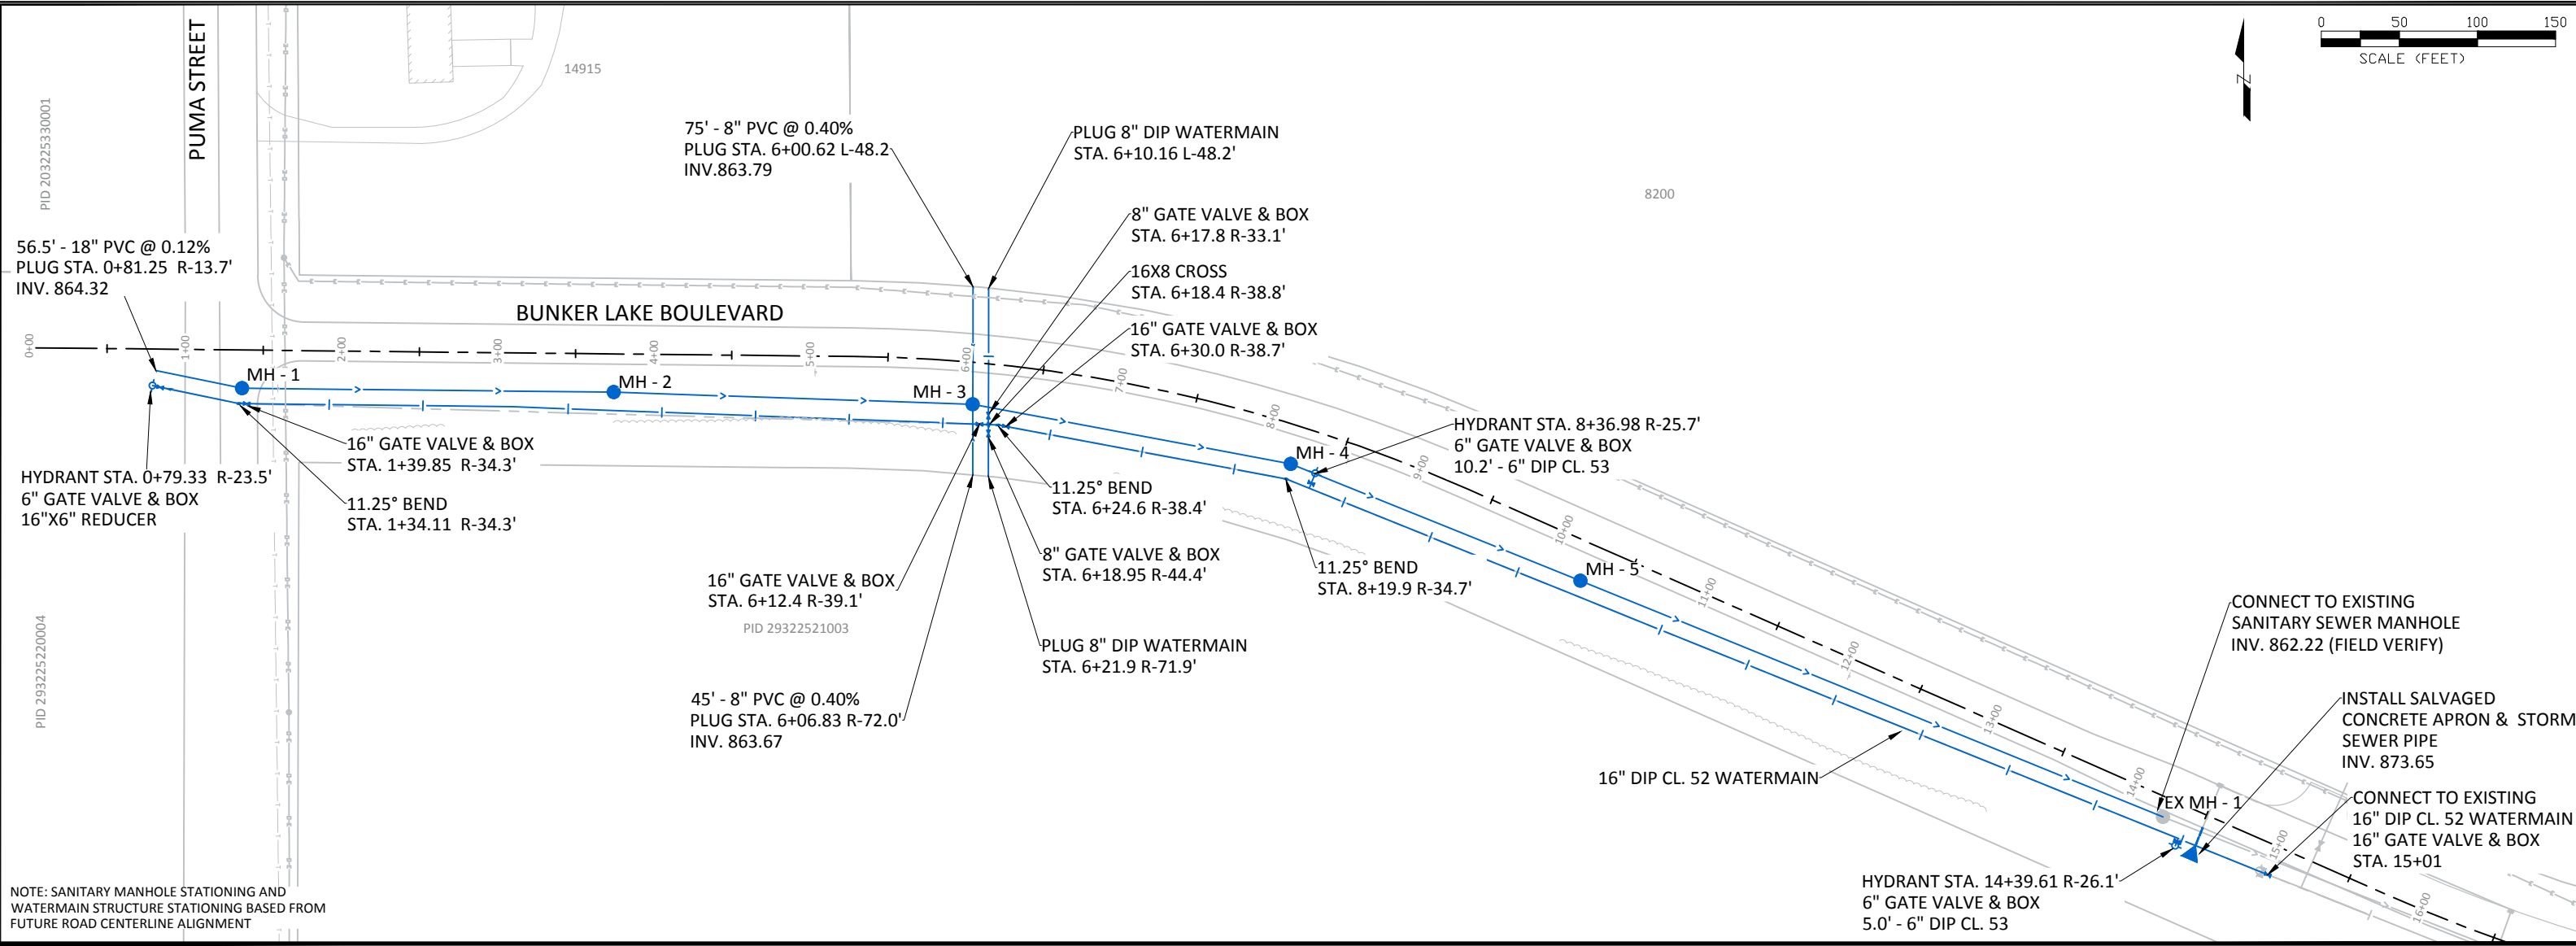 PUMA STREET
PID 203225330001
14915
0 50 100 150
SCALE (FEET)
N
75' - 8" PVC @ 0.40%
PLUG STA. 6+00.62 L-48.2
INV.863.79
PLUG 8" DIP WATERMAIN
STA. 6+10.16 L-48.2'
8200
8" GATE VALVE & BOX
STA. 6+17.8 R-33.1'
56.5' - 18" PVC @ 0.12%
PLUG STA. 0+81.25 R-13.7'
INV. 864.32
16X8 CROSS
STA. 6+18.4 R-38.8'
BUNKER LAKE BOULEVARD
16" GATE VALVE & BOX
STA. 6+30.0 R-38.7'
0+00
1+00
2+00
3+00
4+00
5+00
6+00
7+00
8+00
9+00
10+00
11+00
12+00
13+00
14+00
15+00
16+00
MH - 1
MH - 2
MH - 3
MH - 4
MH - 5
EX MH - 1
HYDRANT STA. 8+36.98 R-25.7'
6" GATE VALVE & BOX
10.2' - 6" DIP CL. 53
16" GATE VALVE & BOX
STA. 1+39.85 R-34.3'
HYDRANT STA. 0+79.33 R-23.5'
6" GATE VALVE & BOX
16"X6" REDUCER
11.25° BEND
STA. 1+34.11 R-34.3'
11.25° BEND
STA. 6+24.6 R-38.4'
8" GATE VALVE & BOX
STA. 6+18.95 R-44.4'
11.25° BEND
STA. 8+19.9 R-34.7'
16" GATE VALVE & BOX
STA. 6+12.4 R-39.1'
PID 29322521003
PID 293225220004
PLUG 8" DIP WATERMAIN
STA. 6+21.9 R-71.9'
45' - 8" PVC @ 0.40%
PLUG STA. 6+06.83 R-72.0'
INV. 863.67
CONNECT TO EXISTING
SANITARY SEWER MANHOLE
INV. 862.22 (FIELD VERIFY)
INSTALL SALVAGED
CONCRETE APRON & STORM
SEWER PIPE
INV. 873.65
16" DIP CL. 52 WATERMAIN
CONNECT TO EXISTING
16" DIP CL. 52 WATERMAIN
16" GATE VALVE & BOX
STA. 15+01
HYDRANT STA. 14+39.61 R-26.1'
6" GATE VALVE & BOX
5.0' - 6" DIP CL. 53
NOTE: SANITARY MANHOLE STATIONING AND
WATERMAIN STRUCTURE STATIONING BASED FROM
FUTURE ROAD CENTERLINE ALIGNMENT